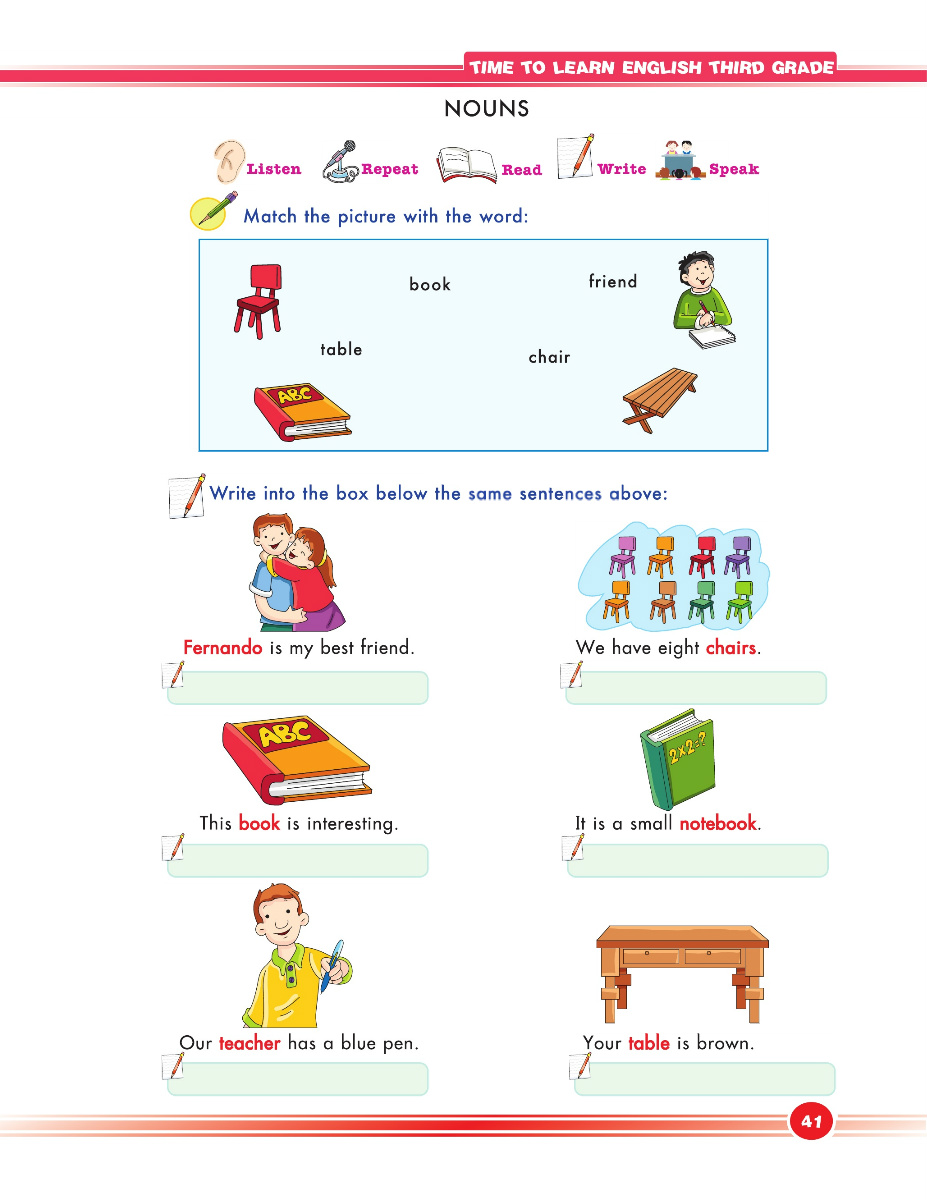 TIME TO LEARN ENGLISH THIRD GRADE
NOUNS
Listen Repeat Read Write Speak
Match the picture with the word:
book friend
table chair
ABC
Write into the box below the same sentences above:
Fernando is my best friend. We have eight chairs.
ABC 2x2=?
This book is interesting. It is a small notebook.
Our teacher has a blue pen. Your table is brown.
41